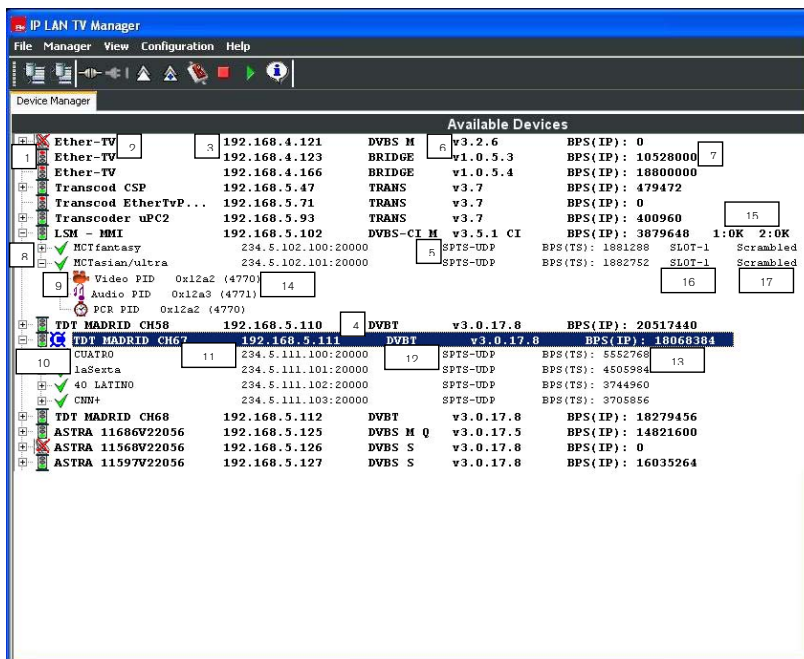 IP LAN TV Manager
File Manager View Configuration Help
Device Manager
Available Devices
Ether-TV 2 3 192.168.4.121 DVBS M 6 v3.2.6 BPS(IP): 0
1 Ether-TV 192.168.4.123 BRIDGE v1.0.5.3 BPS(IP): 10528000 7
Ether-TV 192.168.4.166 BRIDGE v1.0.5.4 BPS(IP): 18800000
Transcod CSP 192.168.5.47 TRANS v3.7 BPS(IP): 479472
Transcod EtherTvP... 192.168.5.71 TRANS v3.7 BPS(IP): 0
Transcoder uPC2 192.168.5.93 TRANS v3.7 BPS(IP): 400960 15
LSM - MMI 192.168.5.102 DVBS-CI M v3.5.1 CI BPS(IP): 3879648 1:OK 2:OK
8 MCTfantasy 234.5.102.100:20000 5 SPTS-UDP BPS(TS): 1881288 SLOT-1 Scrambled
MCTasian/ultra 234.5.102.101:20000 SPTS-UDP BPS(TS): 1882752 SLOT-1 Scrambled
9 Video PID 0x12a2 (4770) 14 16 17
Audio PID 0x12a3 (4771)
PCR PID 0x12a2 (4770)
TDT MADRID CH58 192.168.5.110 4 DVBT v3.0.17.8 BPS(IP): 20517440
C TDT MADRID CH67 192.168.5.111 DVBT v3.0.17.8 BPS(IP): 18068384
10 CUATRO 11 234.5.111.100:20000 12 SPTS-UDP BPS(TS): 5552768 13
laSexta 234.5.111.101:20000 SPTS-UDP BPS(TS): 4505984
40 LATINO 234.5.111.102:20000 SPTS-UDP BPS(TS): 3744960
CNN+ 234.5.111.103:20000 SPTS-UDP BPS(TS): 3705856
TDT MADRID CH68 192.168.5.112 DVBT v3.0.17.8 BPS(IP): 18279456
ASTRA 11686V22056 192.168.5.125 DVBS M Q v3.0.17.5 BPS(IP): 14821600
ASTRA 11568V22056 192.168.5.126 DVBS S v3.0.17.8 BPS(IP): 0
ASTRA 11597V22056 192.168.5.127 DVBS S v3.0.17.8 BPS(IP): 16035264